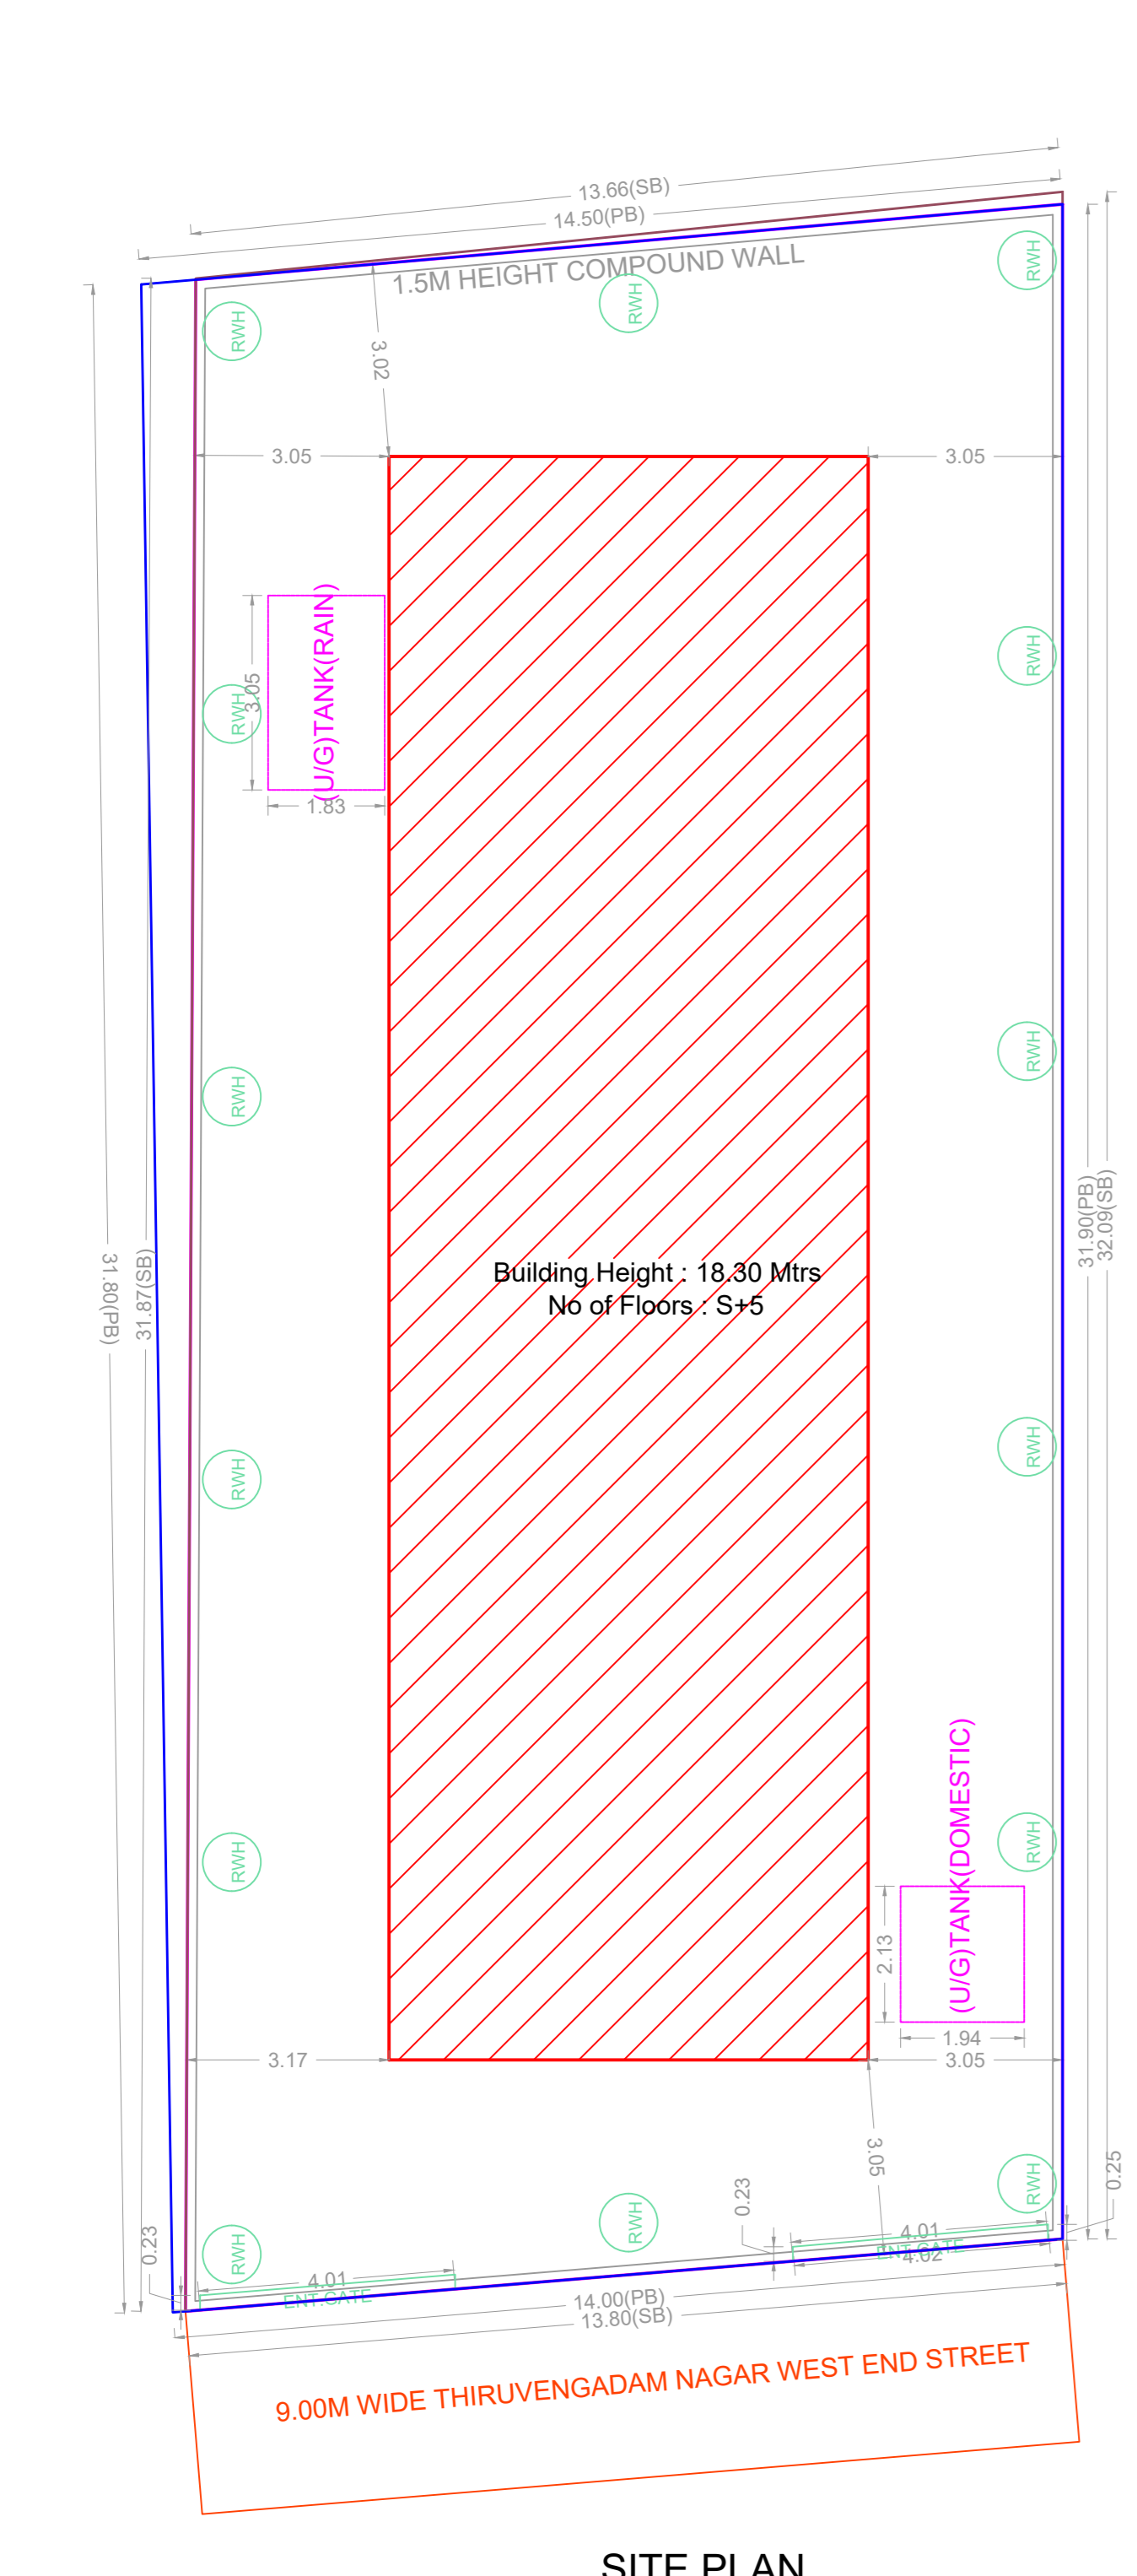 13.66(SB)
14.50(PB)
1.5M HEIGHT COMPOUND WALL
RWH
RWH
RWH
3.02
3.05
3.05
(U/G)TANK(RAIN)
3.05
RWH
RWH
1.83
RWH
RWH
31.90(PB)
32.09(SB)
31.80(PB)
31.87(SB)
Building Height : 18.30 Mtrs
No of Floors : S+5
RWH
RWH
(U/G)TANK(DOMESTIC)
RWH
RWH
2.13
1.94
3.17
3.05
3.05
0.25
RWH
0.23
RWH
0.23
RWH
4.01
ENT.GATE
4.02
4.01
ENT.GATE
14.00(PB)
13.80(SB)
9.00M WIDE THIRUVENGADAM NAGAR WEST END STREET
SITE PLAN